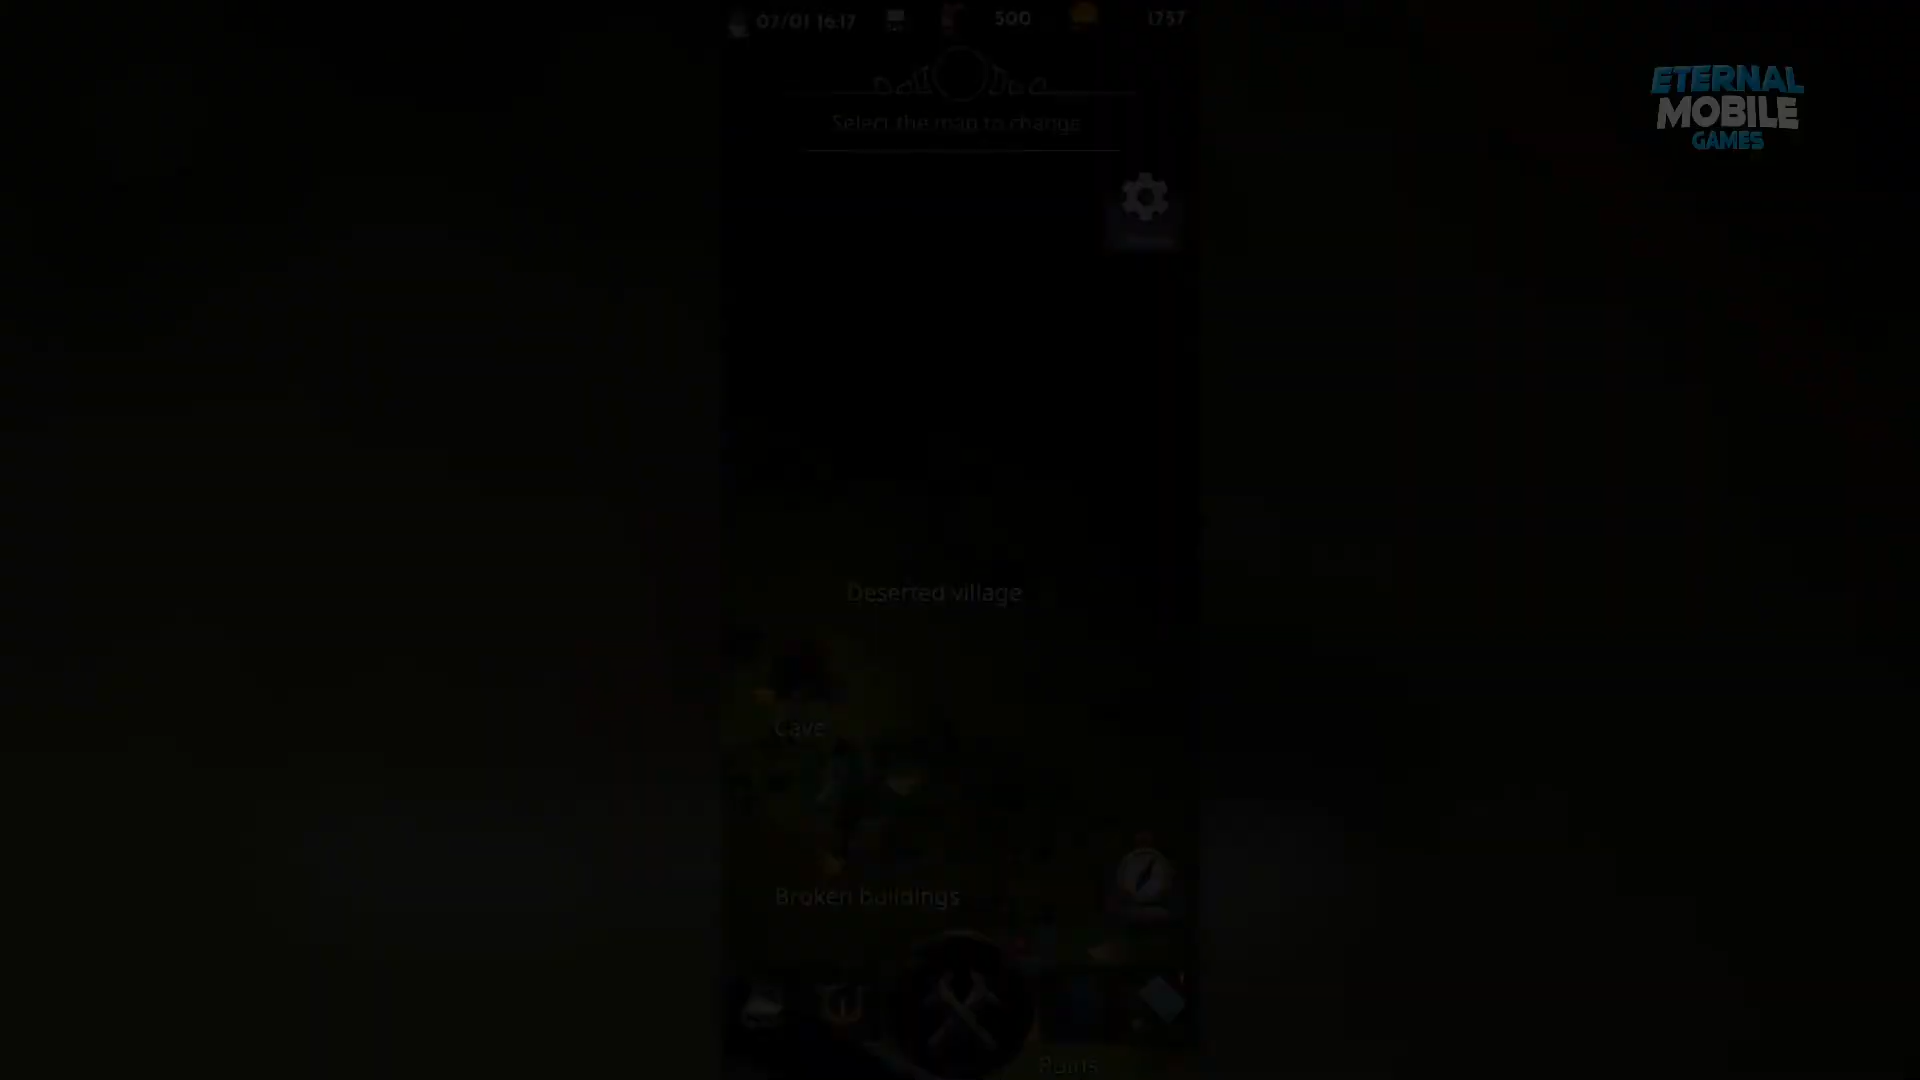 07/01 16:17 500 1757
ETERNAL
MOBILE
GAMES
Select the map to change
Deserted village
Cave
Broken buildings
Ruins